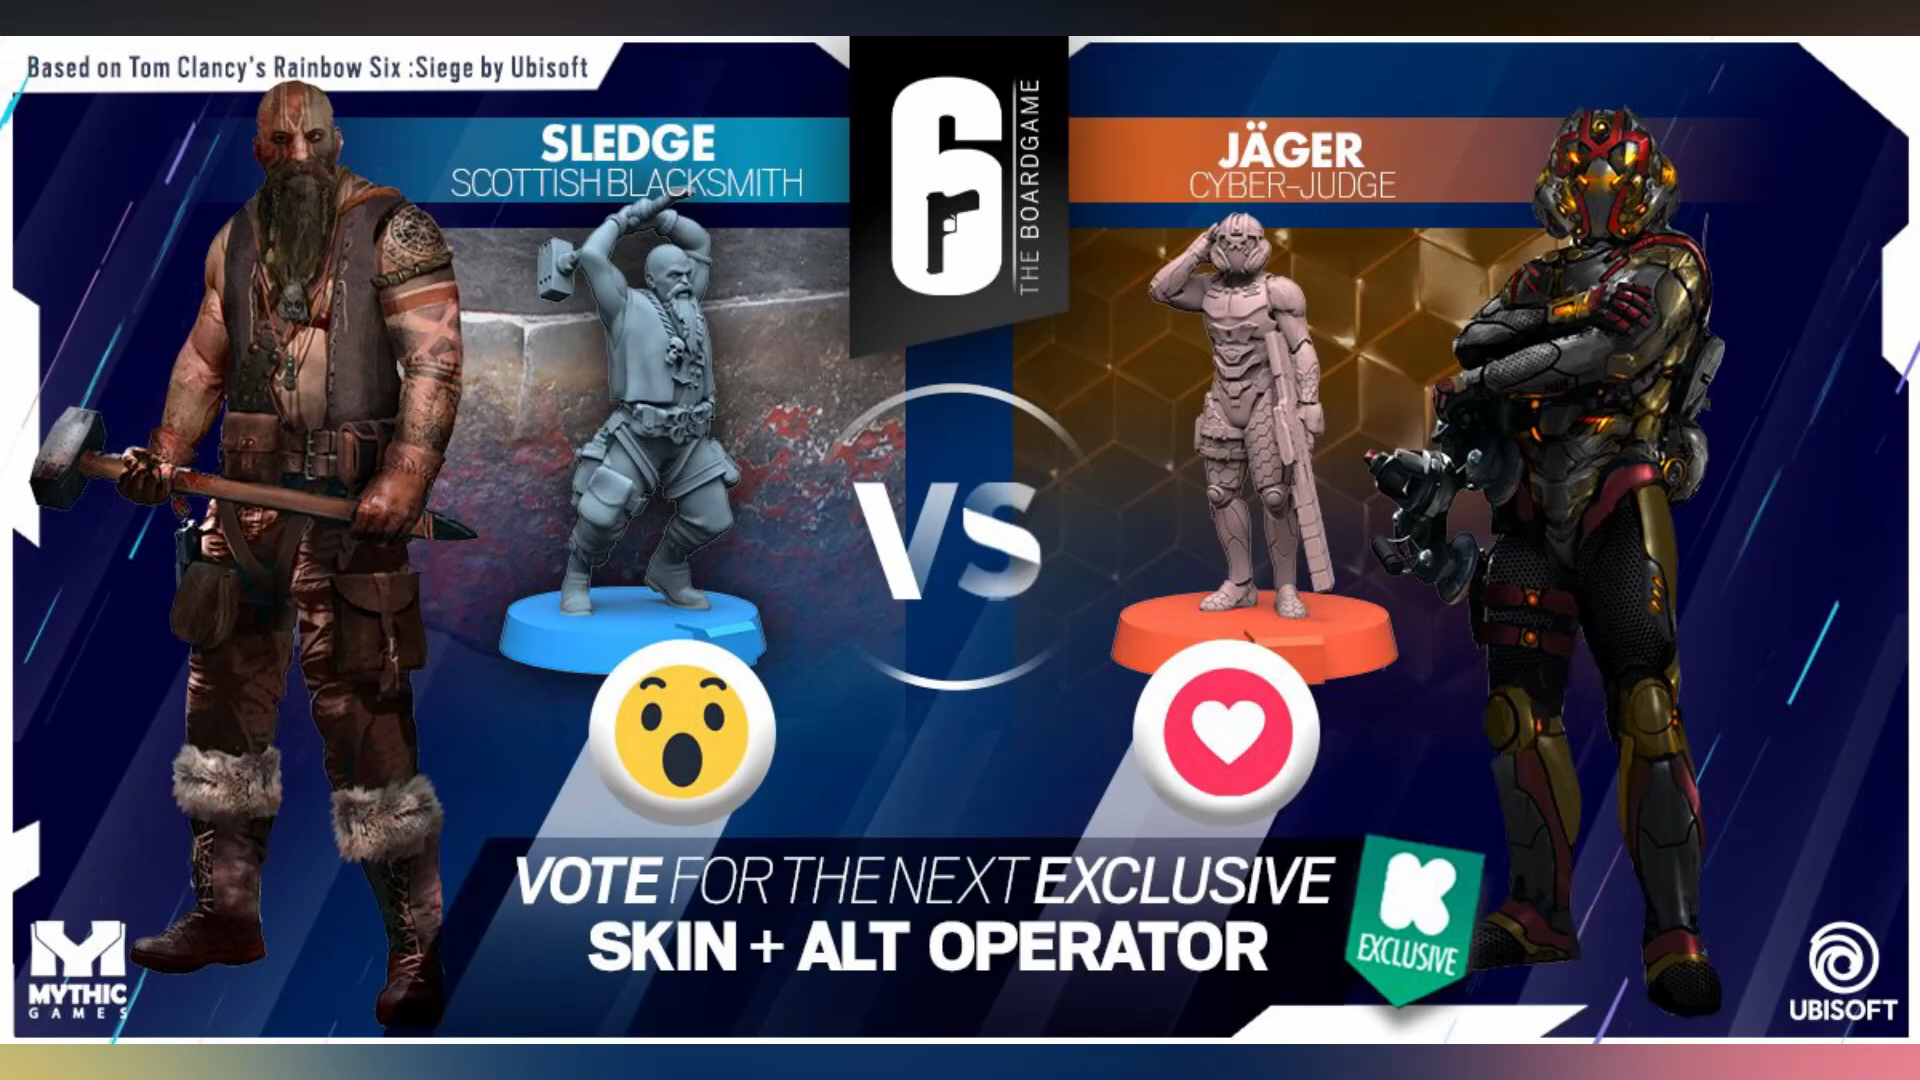 Based on Tom Clancy's Rainbow Six :Siege by Ubisoft
SLEDGE
SCOTTISH BLACKSMITH
6
THE BOARDGAME
JÄGER
CYBER-JUDGE
VS
VOTE FOR THE NEXT EXCLUSIVE
SKIN + ALT OPERATOR
K
EXCLUSIVE
MYTHIC
GAMES
UBISOFT